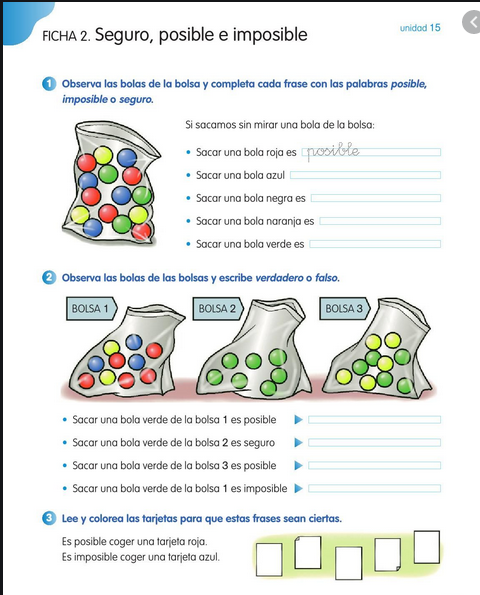 unidad 15
FICHA 2. Seguro, posible e imposible
1 Observa las bolas de la bolsa y completa cada frase con las palabras posible,
imposible o seguro.
Si sacamos sin mirar una bola de la bolsa:
• Sacar una bola roja es posible
• Sacar una bola azul
• Sacar una bola negra es
• Sacar una bola naranja es
• Sacar una bola verde es
2 Observa las bolas de las bolsas y escribe verdadero o falso.
BOLSA 1 BOLSA 2 BOLSA 3
• Sacar una bola verde de la bolsa 1 es posible
• Sacar una bola verde de la bolsa 2 es seguro
• Sacar una bola verde de la bolsa 3 es posible
• Sacar una bola verde de la bolsa 1 es imposible
3 Lee y colorea las tarjetas para que estas frases sean ciertas.
Es posible coger una tarjeta roja.
Es imposible coger una tarjeta azul.